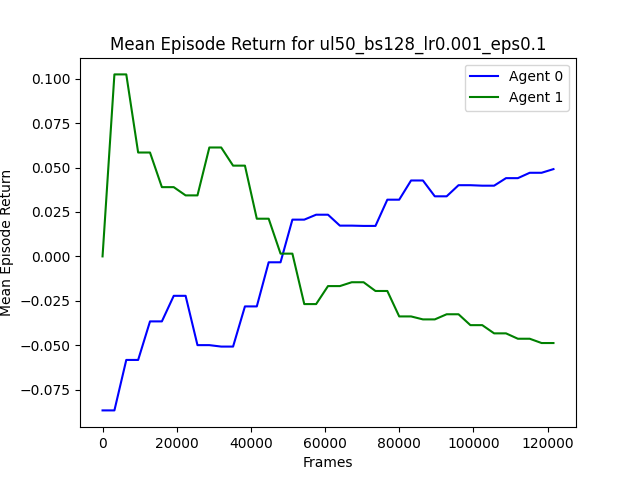 Mean Episode Return for ul50_bs128_lr0.001_eps0.1
Agent 0
Agent 1
Mean Episode Return
0.100
0.075
0.050
0.025
0.000
−0.025
−0.050
−0.075
0 20000 40000 60000 80000 100000 120000
Frames